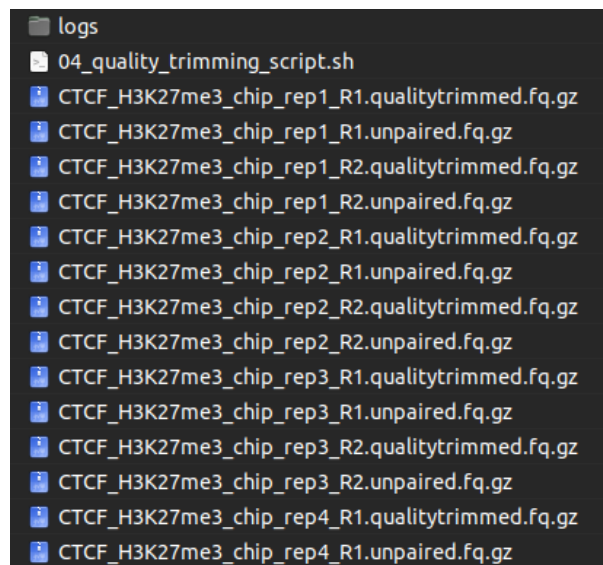 logs
04_quality_trimming_script.sh
CTCF_H3K27me3_chip_rep1_R1.qualitytrimmed.fq.gz
CTCF_H3K27me3_chip_rep1_R1.unpaired.fq.gz
CTCF_H3K27me3_chip_rep1_R2.qualitytrimmed.fq.gz
CTCF_H3K27me3_chip_rep1_R2.unpaired.fq.gz
CTCF_H3K27me3_chip_rep2_R1.qualitytrimmed.fq.gz
CTCF_H3K27me3_chip_rep2_R1.unpaired.fq.gz
CTCF_H3K27me3_chip_rep2_R2.qualitytrimmed.fq.gz
CTCF_H3K27me3_chip_rep2_R2.unpaired.fq.gz
CTCF_H3K27me3_chip_rep3_R1.qualitytrimmed.fq.gz
CTCF_H3K27me3_chip_rep3_R1.unpaired.fq.gz
CTCF_H3K27me3_chip_rep3_R2.qualitytrimmed.fq.gz
CTCF_H3K27me3_chip_rep3_R2.unpaired.fq.gz
CTCF_H3K27me3_chip_rep4_R1.qualitytrimmed.fq.gz
CTCF_H3K27me3_chip_rep4_R1.unpaired.fq.gz